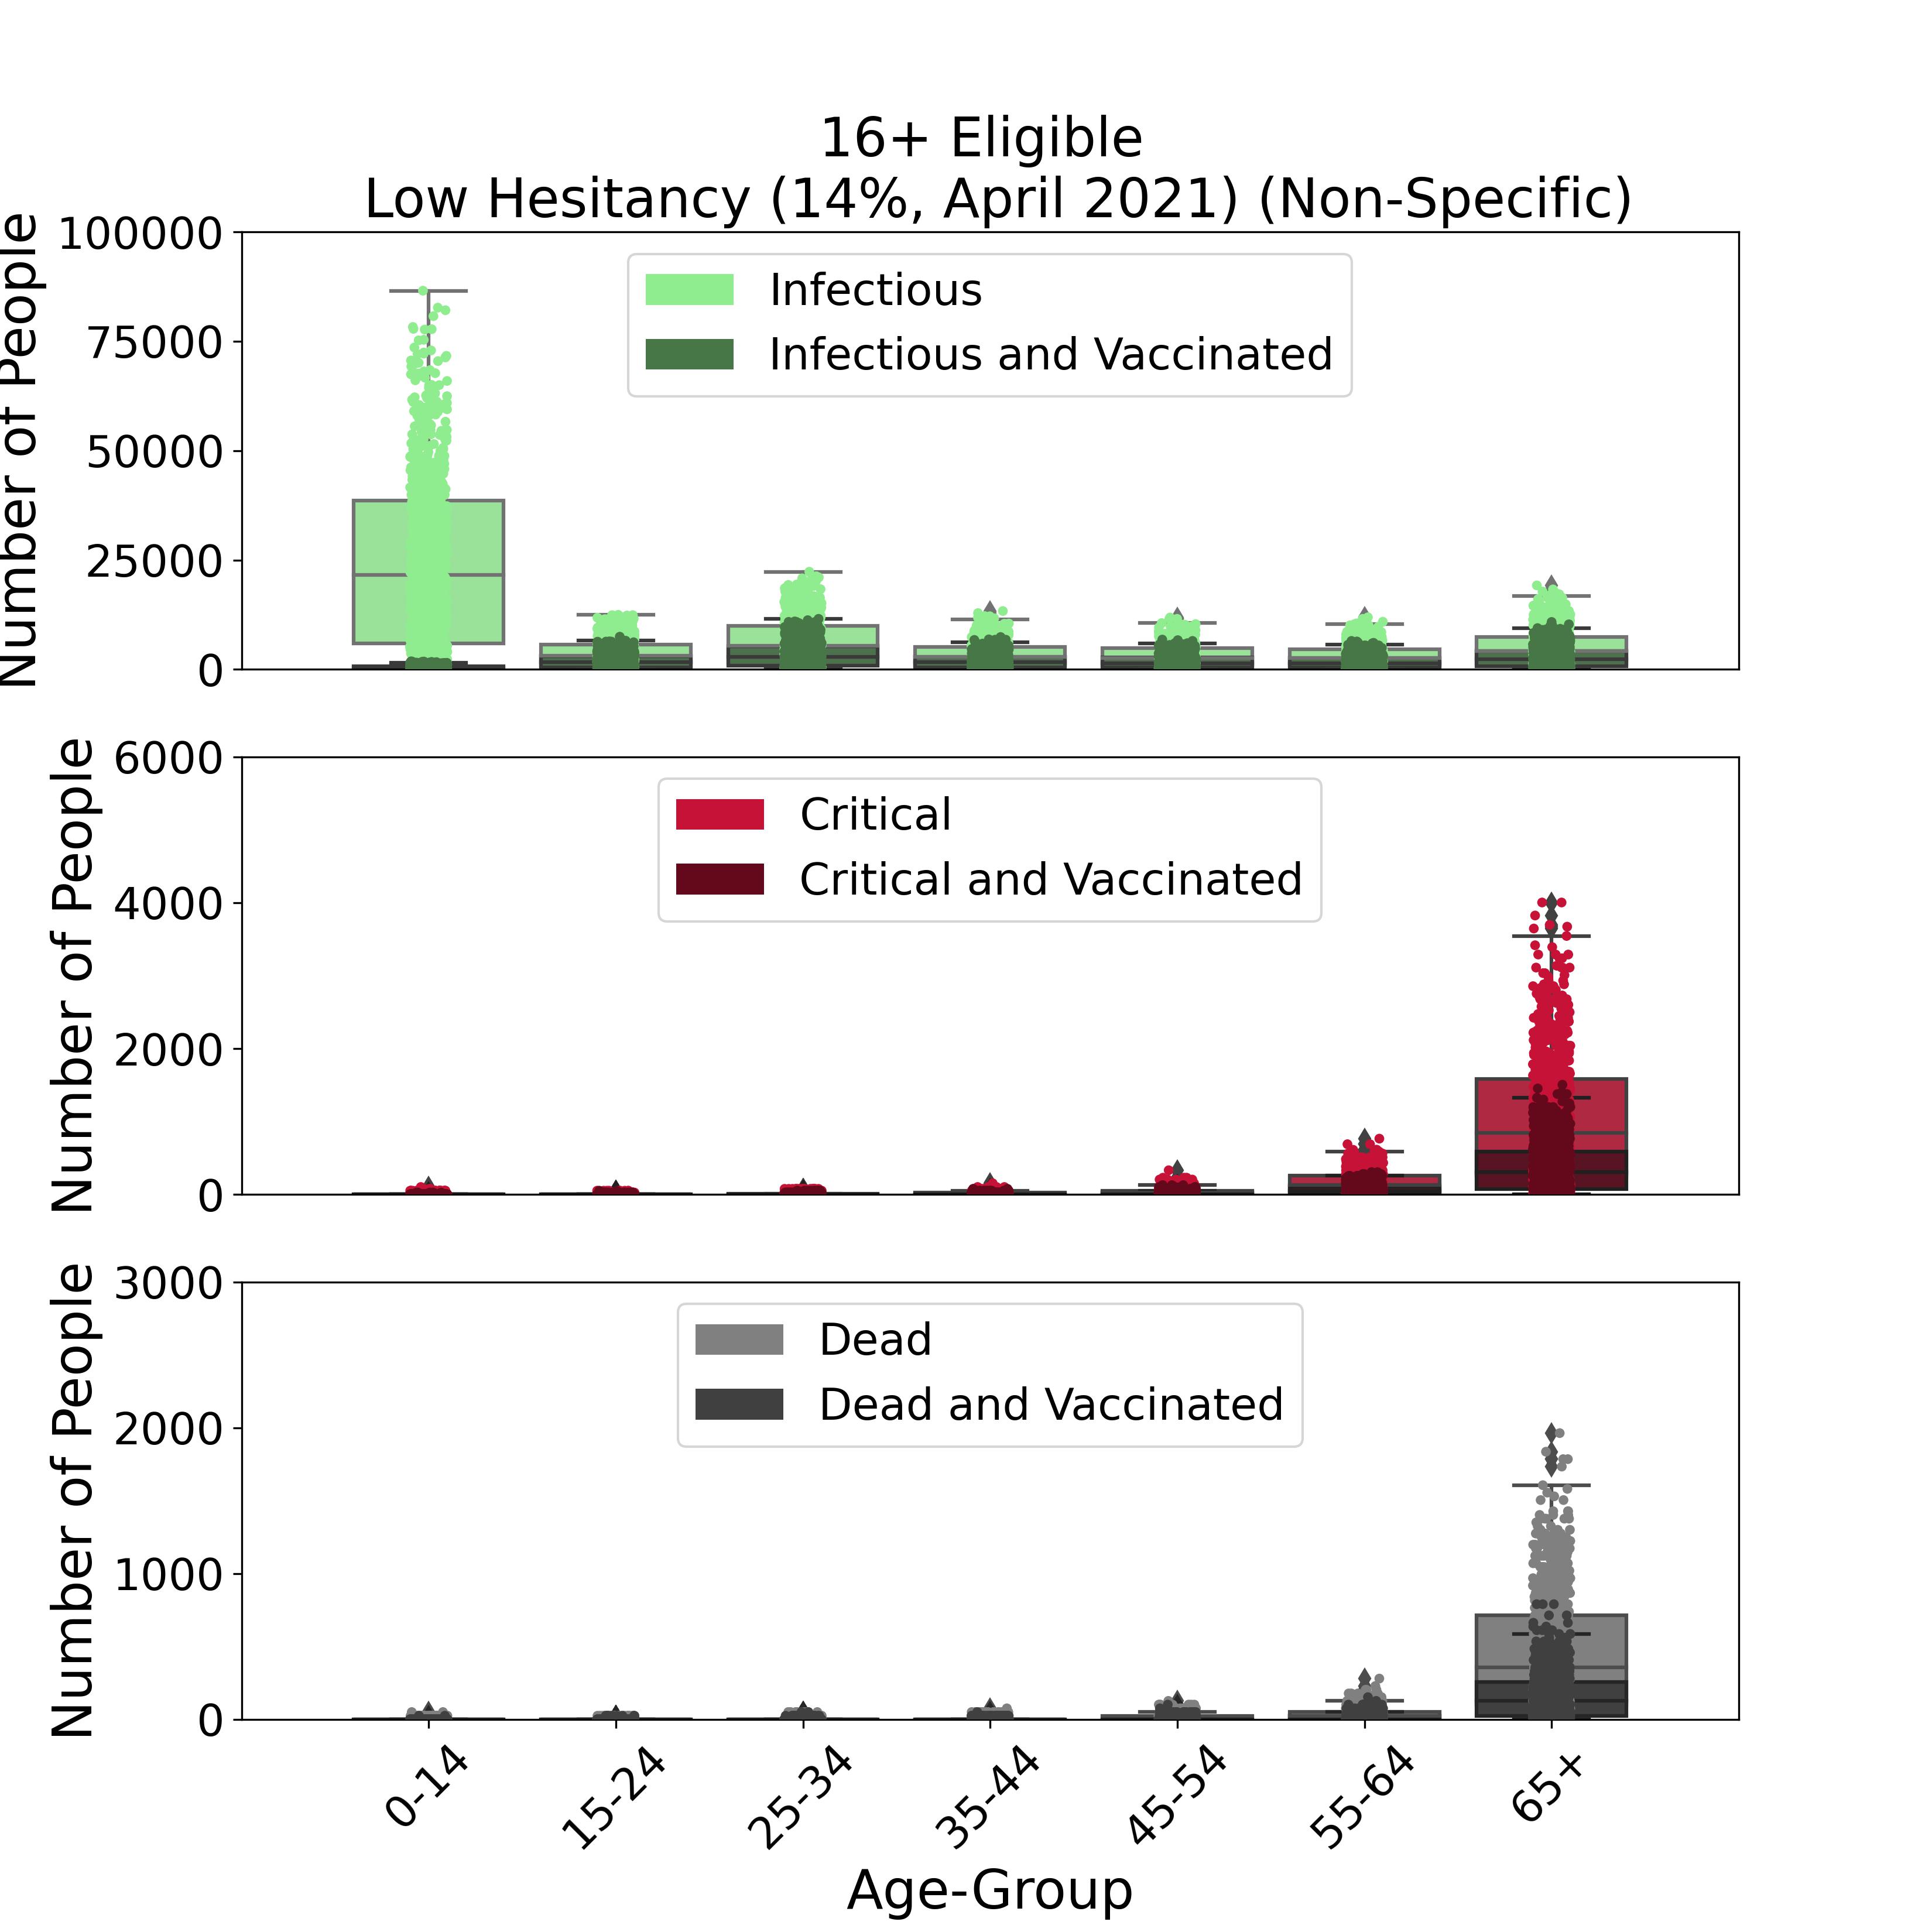 16+ Eligible
Low Hesitancy (14%, April 2021) (Non-Specific)
Number of People
100000
75000
50000
25000
0
Infectious
Infectious and Vaccinated
Number of People
6000
4000
2000
0
Critical
Critical and Vaccinated
Number of People
3000
2000
1000
0
Dead
Dead and Vaccinated
0-14
15-24
25-34
35-44
45-54
55-64
65+
Age-Group